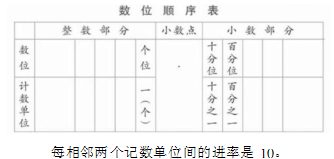 数位顺序表
整数部分 小数点 小数部分
数位 个位 . 十分位 百分位
计数单位 一(个) 十分之一 百分之一
每相邻两个记数单位间的进率是 10。